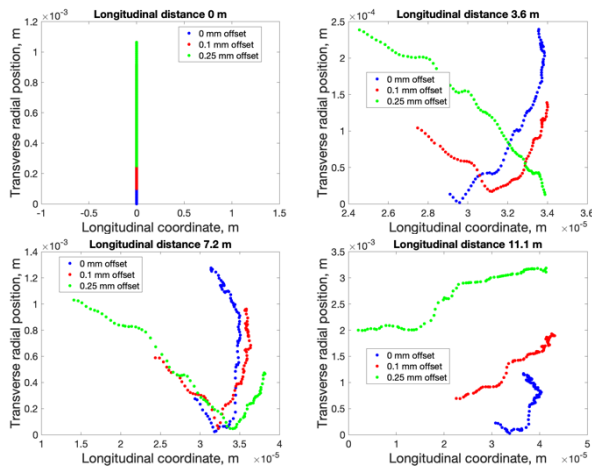 Longitudinal distance 0 m
×10⁻³
1.2
1
0.8
0.6
0.4
0.2
0
Transverse radial position, m
0 mm offset
0.1 mm offset
0.25 mm offset
-1 -0.5 0 0.5 1 1.5
Longitudinal coordinate, m
Longitudinal distance 3.6 m
×10⁻⁴
2.5
2
1.5
1
0.5
0
Transverse radial position, m
0 mm offset
0.1 mm offset
0.25 mm offset
2.4 2.6 2.8 3 3.2 3.4 3.6
Longitudinal coordinate, m ×10⁻⁵
Longitudinal distance 7.2 m
×10⁻³
1.4
1.2
1
0.8
0.6
0.4
0.2
0
Transverse radial position, m
0 mm offset
0.1 mm offset
0.25 mm offset
1 1.5 2 2.5 3 3.5 4
Longitudinal coordinate, m ×10⁻⁵
Longitudinal distance 11.1 m
×10⁻³
3.5
3
2.5
2
1.5
1
0.5
0
Transverse radial position, m
0 mm offset
0.1 mm offset
0.25 mm offset
0 1 2 3 4 5
Longitudinal coordinate, m ×10⁻⁵